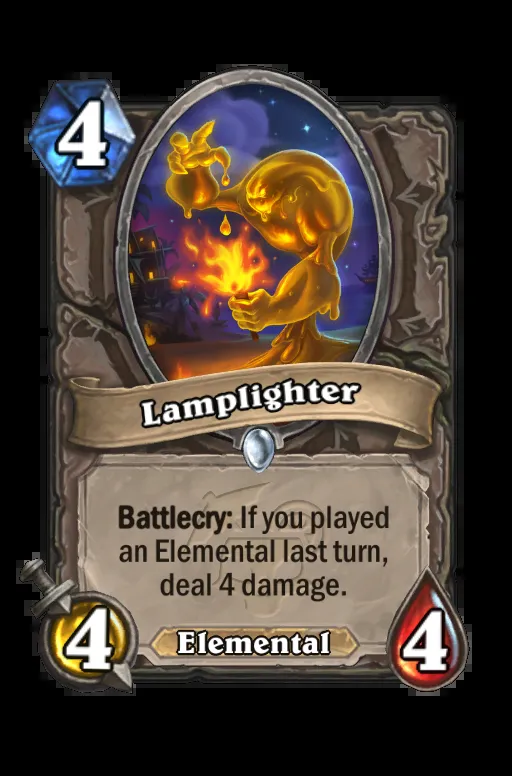 4
Lamplighter
Battlecry: If you played
an Elemental last turn,
deal 4 damage.
4 Elemental 4